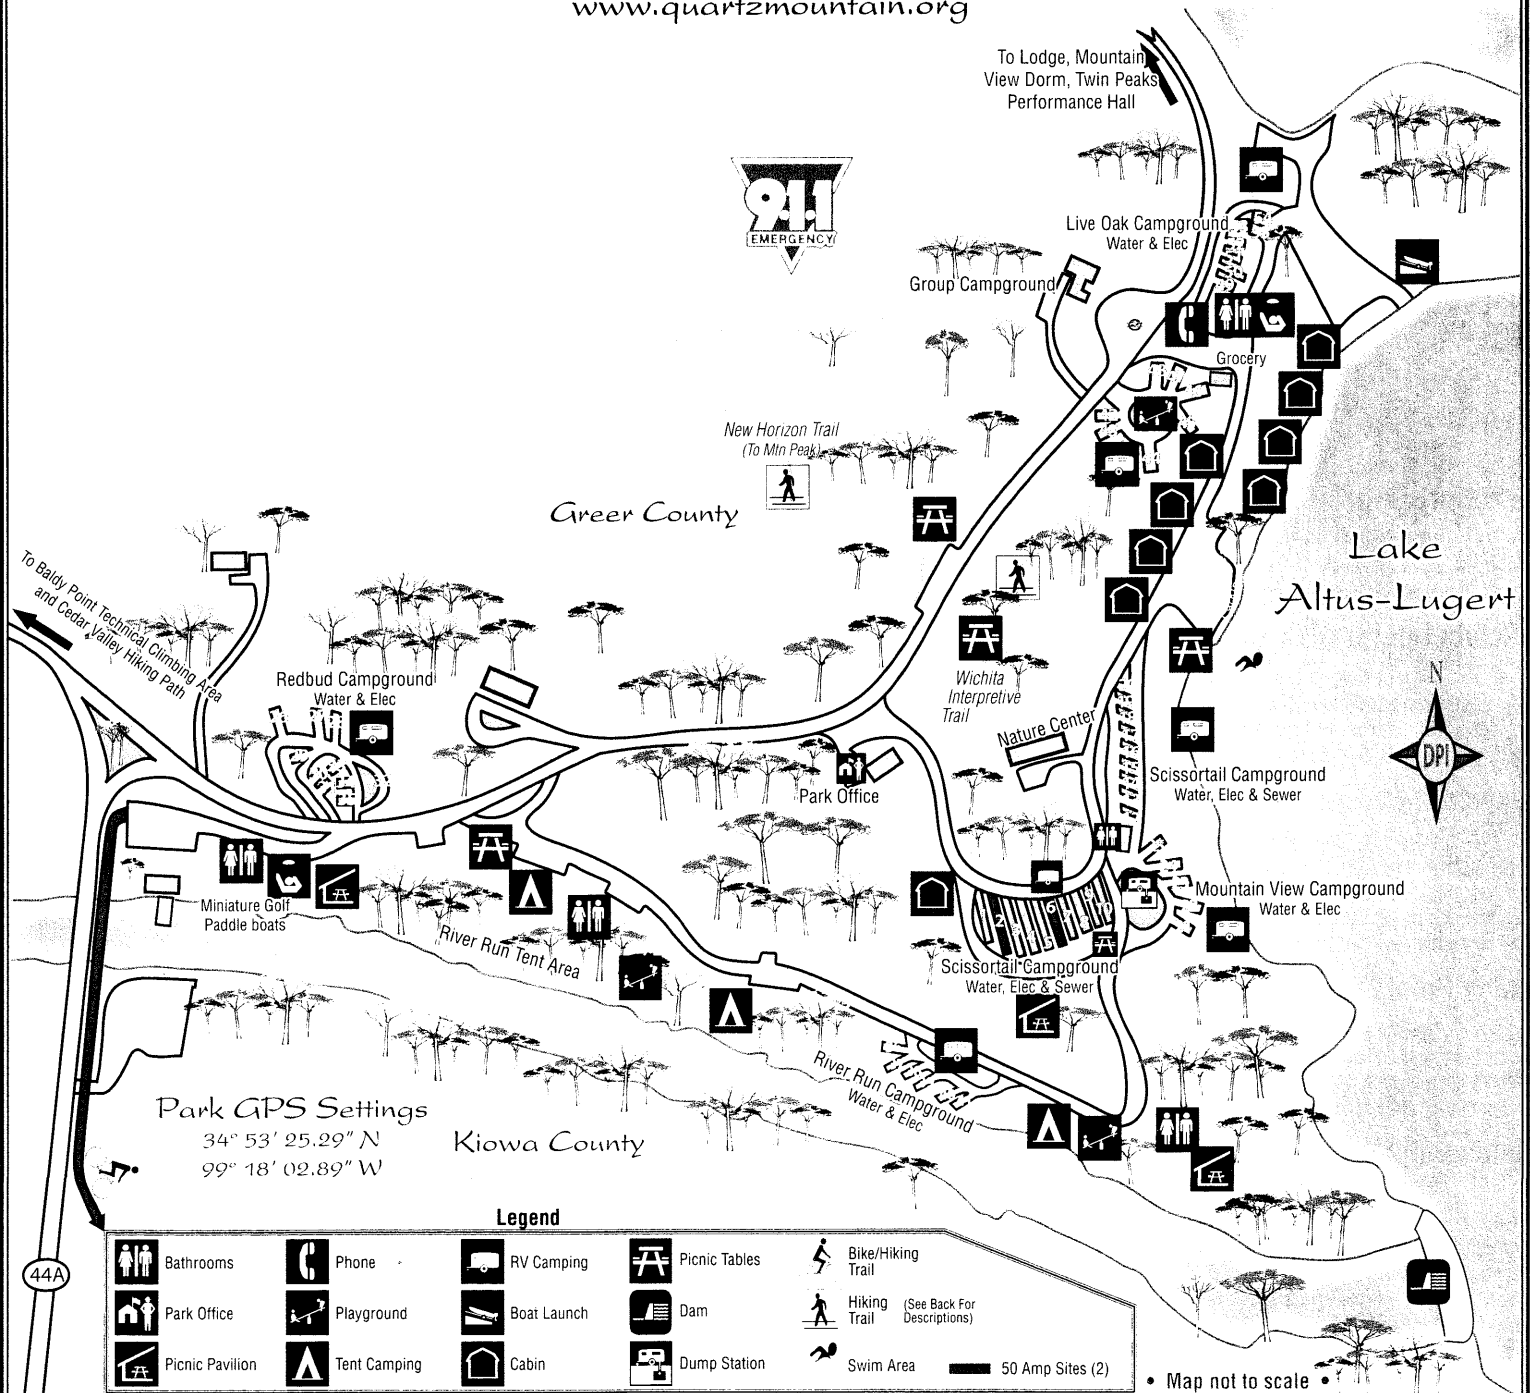 www.quartzmountain.org
To Lodge, Mountain
View Dorm, Twin Peaks
Performance Hall
9.1.1
EMERGENCY
Live Oak Campground
Water & Elec
Group Campground
Grocery
New Horizon Trail
(To Mtn Peak)
Greer County
Lake
Altus-Lugert
To Baldy Point Technical Climbing Area
and Cedar Valley Hiking Path
Redbud Campground
Water & Elec
Wichita
Interpretive
Trail
Nature Center
N
DPI
Park Office
Scissortail Campground
Water, Elec & Sewer
Mountain View Campground
Water & Elec
Miniature Golf
Paddle boats
River Run Tent Area
1 2 3 4 5 6 7 8 9 10
Scissortail Campground
Water, Elec & Sewer
River Run Campground
Water & Elec
Park GPS Settings
34° 53' 25.29" N
99° 18' 02.89" W
Kiowa County
44A
Legend
Bathrooms
Phone
RV Camping
Picnic Tables
Bike/Hiking
Trail
Park Office
Playground
Boat Launch
Dam
Hiking
Trail
(See Back For
Descriptions)
Picnic Pavilion
Tent Camping
Cabin
Dump Station
Swim Area
50 Amp Sites (2)
• Map not to scale •